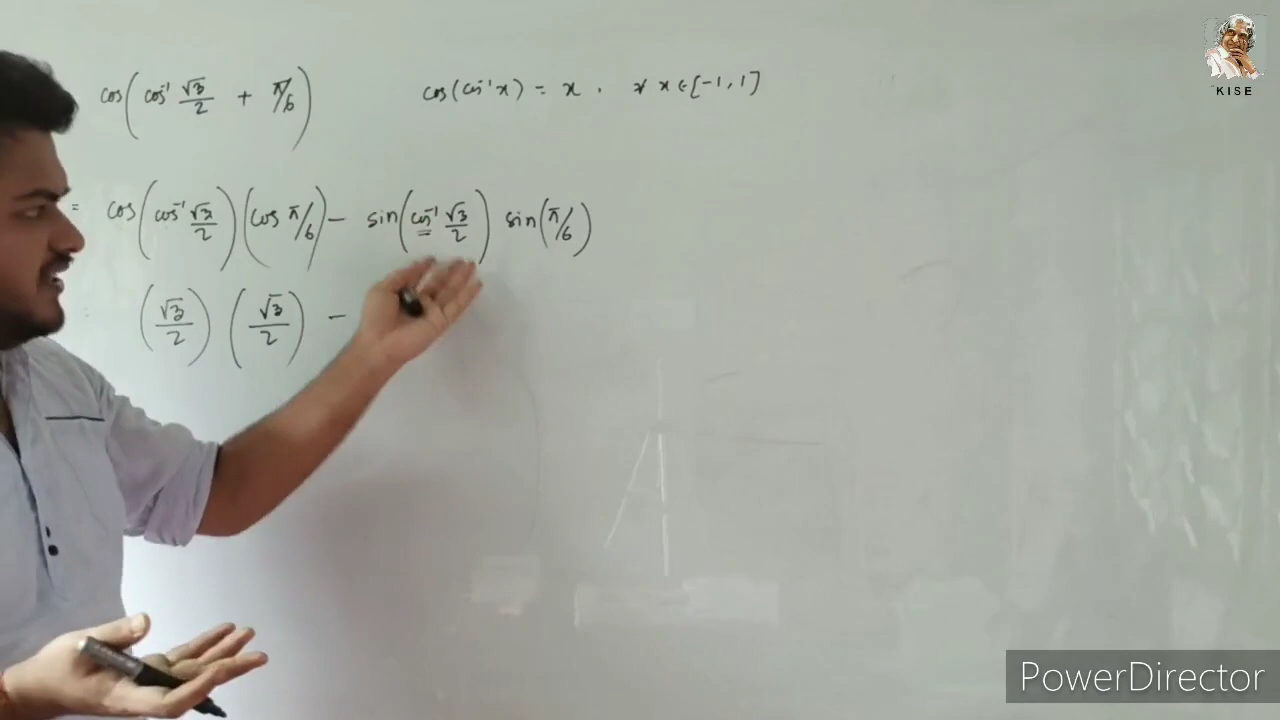 cos(cos⁻¹ √3/2 + π/6)
cos(cos⁻¹x) = x . ∀ x ∈ [-1, 1]
= cos(cos⁻¹ √3/2)(cos π/6) - sin(cos⁻¹ √3/2) sin(π/6)
(√3/2) (√3/2) -
KISE
PowerDirector